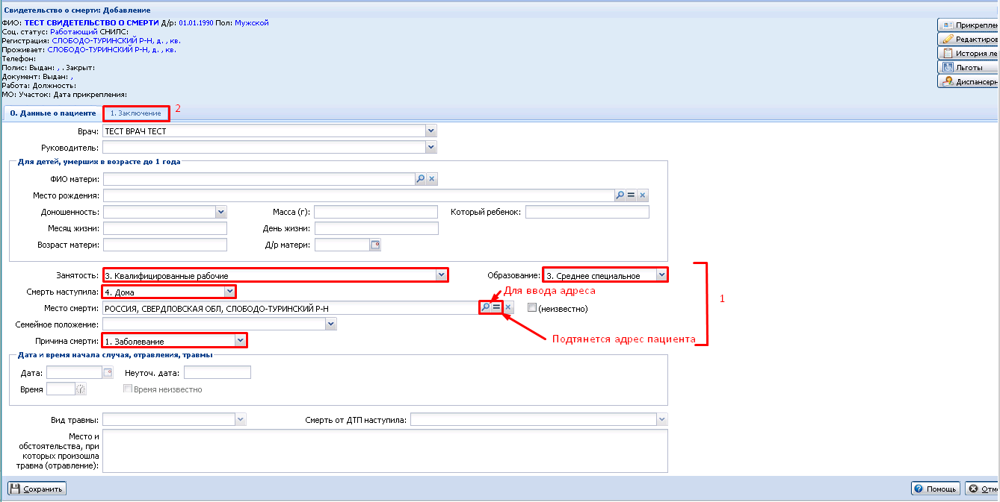 Свидетельство о смерти: Добавление
ФИО: ТЕСТ СВИДЕТЕЛЬСТВО О СМЕРТИ Д/р: 01.01.1990 Пол: Мужской
Соц. статус: Работающий СНИЛС:
Регистрация: СЛОБОДО-ТУРИНСКИЙ Р-Н, д. , кв.
Проживает: СЛОБОДО-ТУРИНСКИЙ Р-Н, д. , кв.
Телефон:
Полис: Выдан: , . Закрыт:
Документ: Выдан: ,
Работа: Должность:
МО: Участок: Дата прикрепления:
Прикреплен
Редактиров
История ле
Льготы
Диспансерн
0. Данные о пациенте 1. Заключение 2
Врач: ТЕСТ ВРАЧ ТЕСТ
Руководитель:
Для детей, умерших в возрасте до 1 года
ФИО матери:
Место рождения:
Доношенность: Масса (г): Который ребенок:
Месяц жизни: День жизни:
Возраст матери: Д/р матери:
Занятость: 3. Квалифицированные рабочие Образование: 3. Среднее специальное
Смерть наступила: 4. Дома Для ввода адреса 1
Место смерти: РОССИЯ, СВЕРДЛОВСКАЯ ОБЛ, СЛОБОДО-ТУРИНСКИЙ Р-Н (неизвестно)
Семейное положение:
Причина смерти: 1. Заболевание Подтянется адрес пациента
Дата и время начала случая, отравления, травмы
Дата: Неуточ. дата:
Время Время неизвестно
Вид травмы: Смерть от ДТП наступила:
Место и
обстоятельства, при
которых произошла
травма (отравление):
Сохранить Помощь Отм